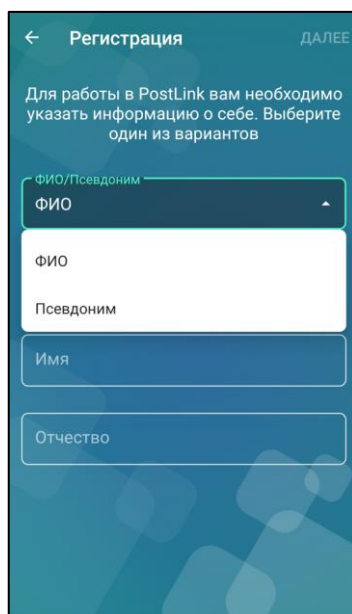 Регистрация ДАЛЕЕ
Для работы в PostLink вам необходимо
указать информацию о себе. Выберите
один из вариантов
ФИО/Псевдоним
ФИО
ФИО
Псевдоним
Имя
Отчество